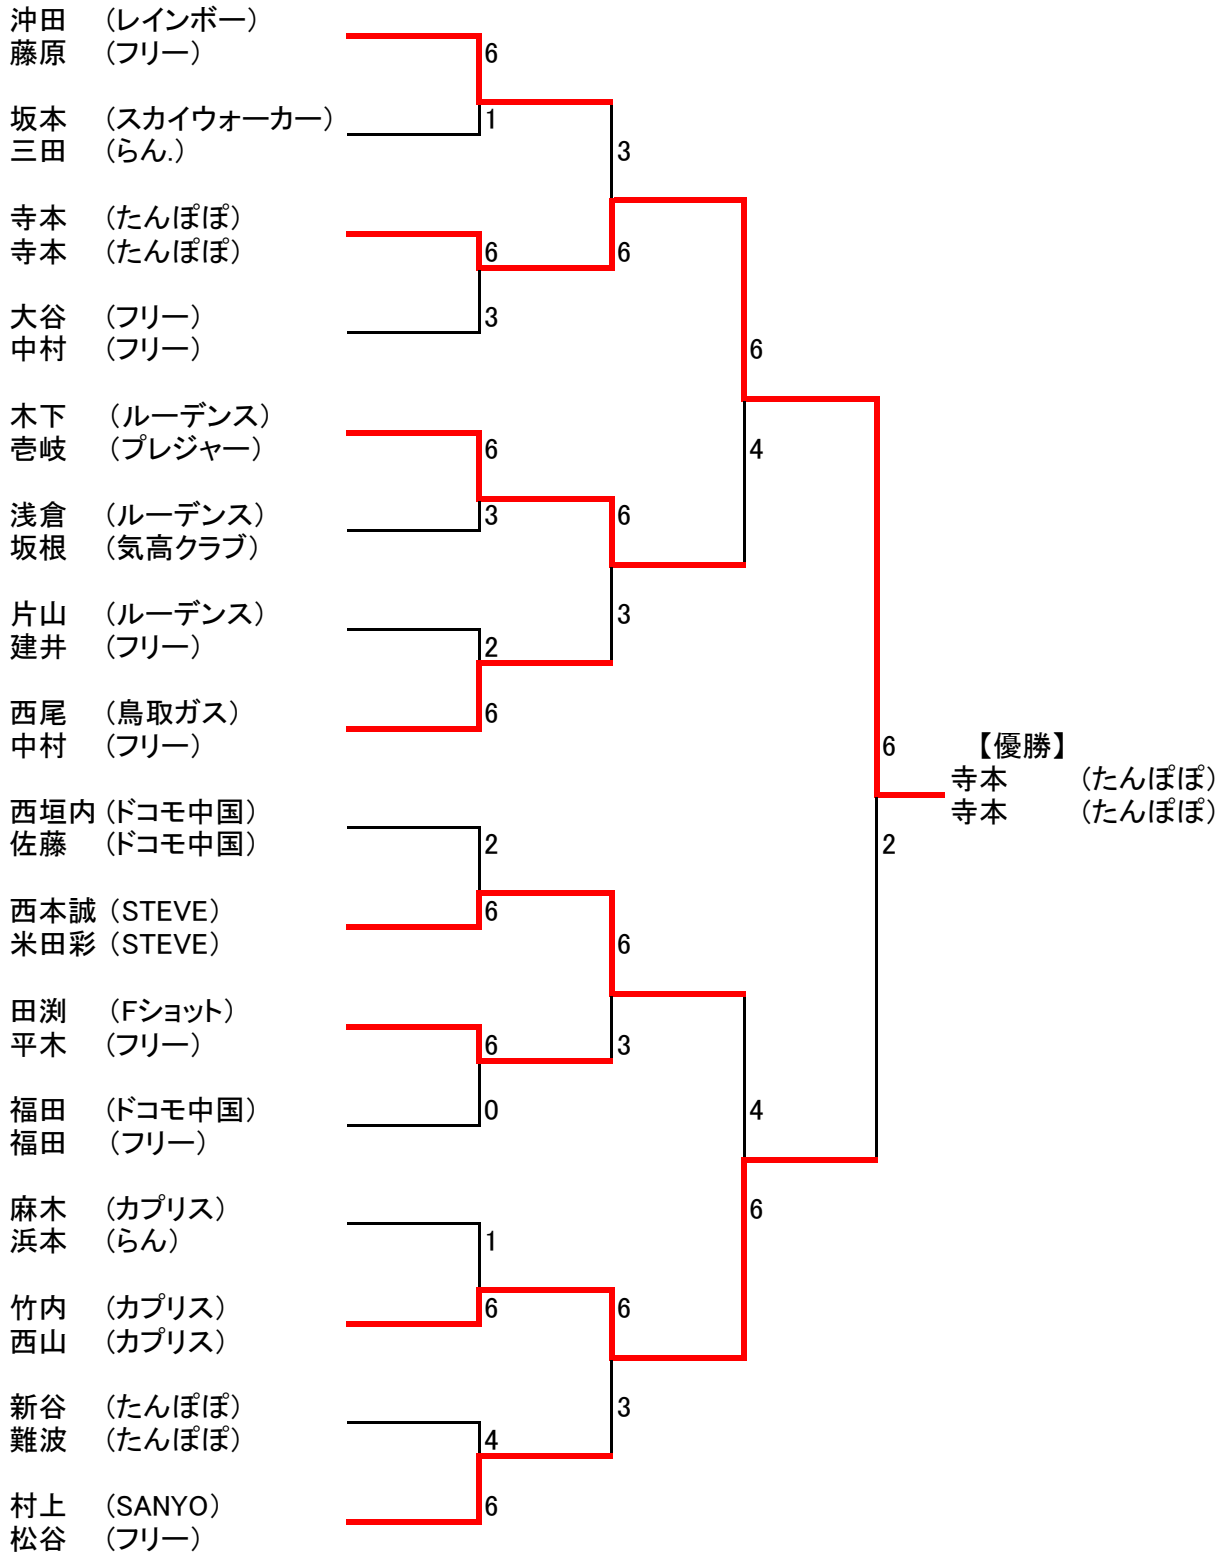 沖田 (レインボー)
藤原 (フリー)
6
坂本 (スカイウォーカー)
1
三田 (らん.)
3
寺本 (たんぽぽ)
寺本 (たんぽぽ)
6
6
大谷 (フリー)
3
中村 (フリー)
6
木下 (ルーデンス)
壱岐 (プレジャー)
6
4
浅倉 (ルーデンス)
3
6
坂根 (気高クラブ)
片山 (ルーデンス)
3
建井 (フリー)
2
西尾 (鳥取ガス)
6
中村 (フリー)
6
【優勝】
寺本 (たんぽぽ)
寺本 (たんぽぽ)
西垣内 (ドコモ中国)
佐藤 (ドコモ中国)
2
2
西本誠 (STEVE)
6
米田彩 (STEVE)
6
田渕 (Fショット)
平木 (フリー)
6
3
福田 (ドコモ中国)
0
4
福田 (フリー)
麻木 (カプリス)
6
浜本 (らん)
1
竹内 (カプリス)
6
6
西山 (カプリス)
新谷 (たんぽぽ)
3
難波 (たんぽぽ)
4
村上 (SANYO)
6
松谷 (フリー)